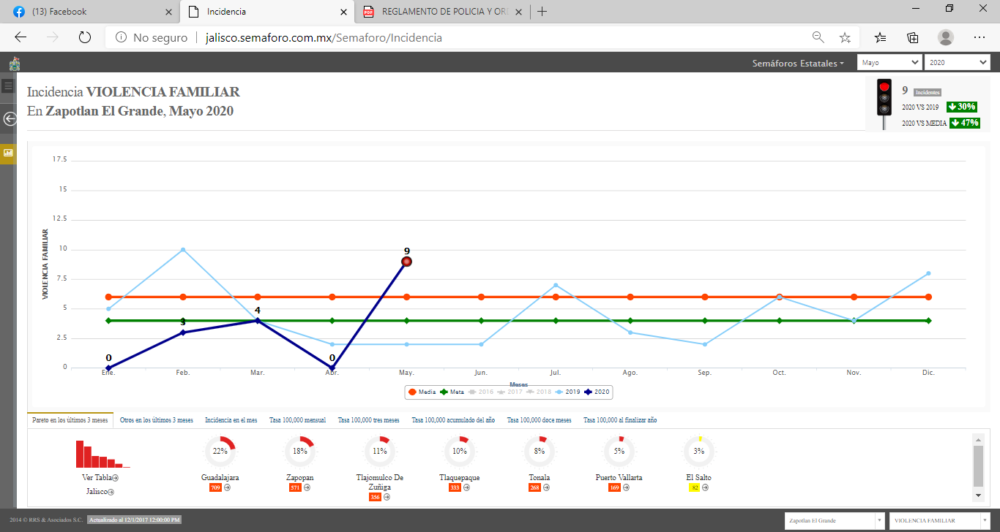 (13) Facebook
Incidencia
REGLAMENTO DE POLICIA Y OR
No seguro
jalisco.semaforo.com.mx/Semaforo/Incidencia
Semáforos Estatales
Mayo
2020
Incidencia VIOLENCIA FAMILIAR
En Zapotlan El Grande, Mayo 2020
9 Incidentes
2020 VS 2019 30%
2020 VS MEDIA 47%
VIOLENCIA FAMILIAR
17.5
15
12.5
10
7.5
5
2.5
0
0
3
4
0
9
Ene. Feb. Mar. Abr. May. Jun. Jul. Ago. Sep. Oct. Nov. Dic.
Meses
Media Meta 2016 2017 2018 2019 2020
Pareto en los últimos 3 meses Otros en los últimos 3 meses Incidencia en el mes Tasa 100,000 mensual Tasa 100,000 tres meses Tasa 100,000 acumulado del año Tasa 100,000 doce meses Tasa 100,000 al finalizar año
22% 18% 11% 10% 8% 5% 3%
Ver Tabla
Jalisco
Guadalajara
709
Zapopan
571
Tlajomulco De
Zuñiga
356
Tlaquepaque
333
Tonala
268
Puerto Vallarta
169
El Salto
82
2014 © RRS & Asociados S.C. Actualizado al 12/1/2017 12:00:00 PM
Zapotlan El Grande
VIOLENCIA FAMILIAR